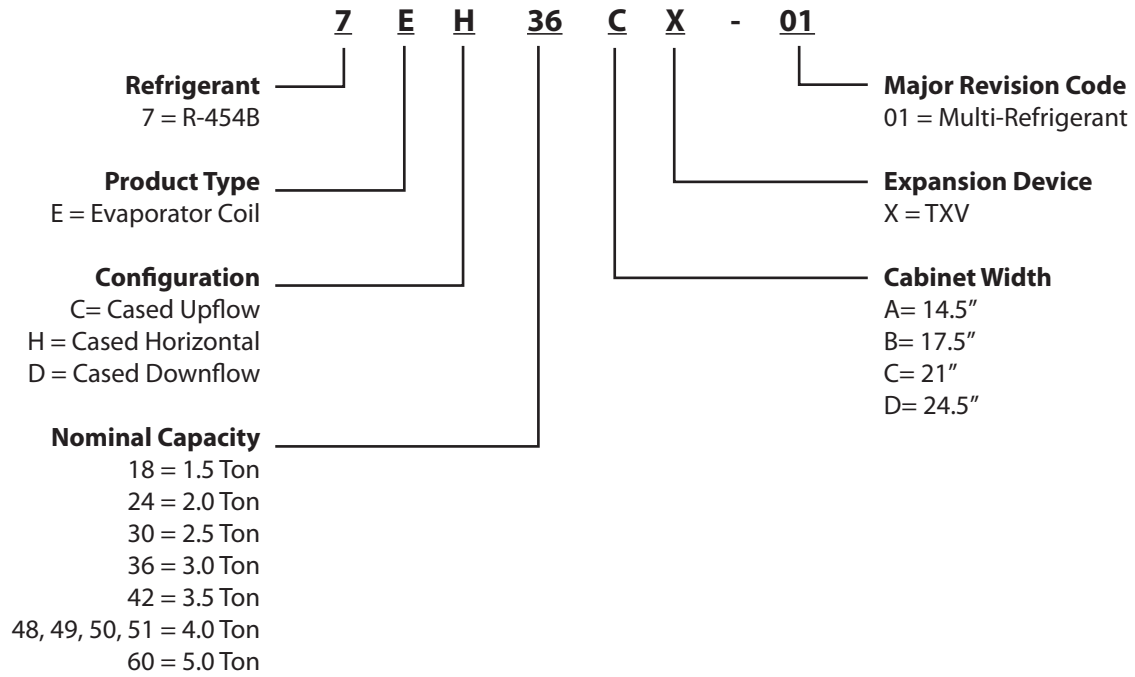 7 E H 36 C X - 01
Refrigerant
7 = R-454B
Product Type
E = Evaporator Coil
Configuration
C= Cased Upflow
H = Cased Horizontal
D = Cased Downflow
Nominal Capacity
18 = 1.5 Ton
24 = 2.0 Ton
30 = 2.5 Ton
36 = 3.0 Ton
42 = 3.5 Ton
48, 49, 50, 51 = 4.0 Ton
60 = 5.0 Ton
Major Revision Code
01 = Multi-Refrigerant
Expansion Device
X = TXV
Cabinet Width
A= 14.5″
B= 17.5″
C= 21″
D= 24.5″